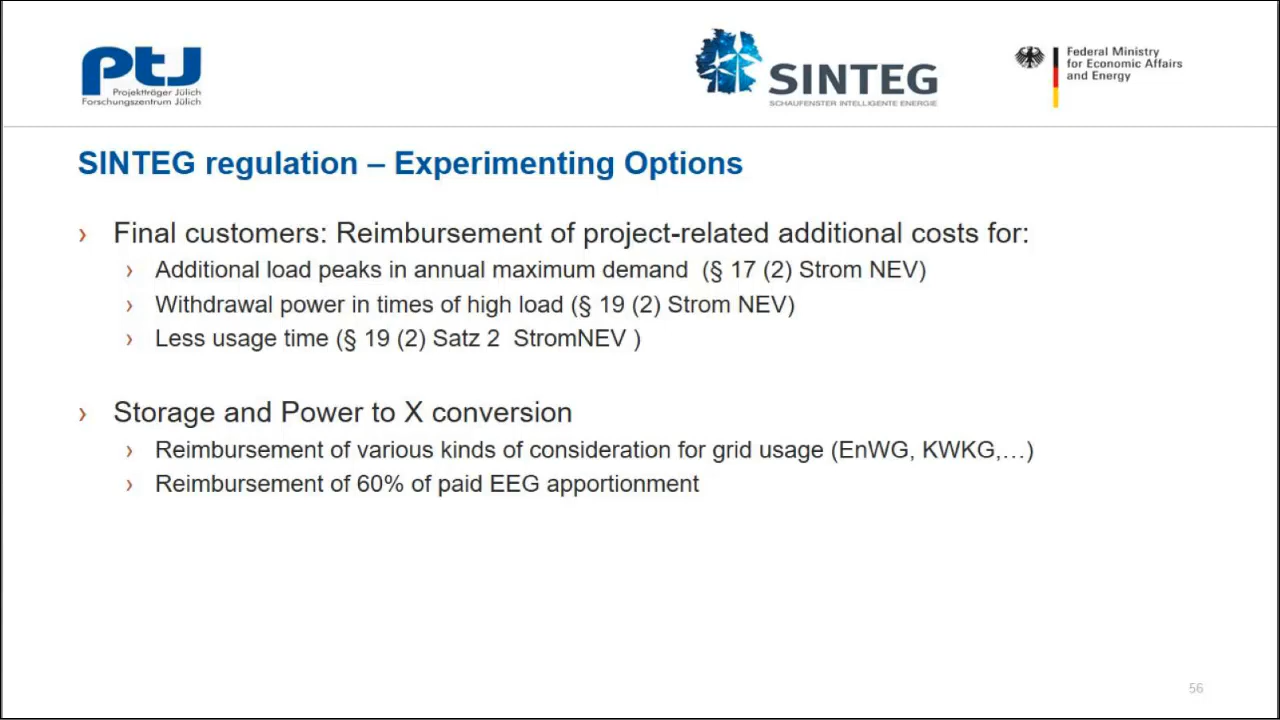 ptJ
Projektträger Jülich
Forschungszentrum Jülich
SINTEG
SCHAUFENSTER INTELLIGENTE ENERGIE
Federal Ministry
for Economic Affairs
and Energy
SINTEG regulation – Experimenting Options
› Final customers: Reimbursement of project-related additional costs for:
› Additional load peaks in annual maximum demand (§ 17 (2) Strom NEV)
› Withdrawal power in times of high load (§ 19 (2) Strom NEV)
› Less usage time (§ 19 (2) Satz 2 StromNEV )
› Storage and Power to X conversion
› Reimbursement of various kinds of consideration for grid usage (EnWG, KWKG,…)
› Reimbursement of 60% of paid EEG apportionment
56